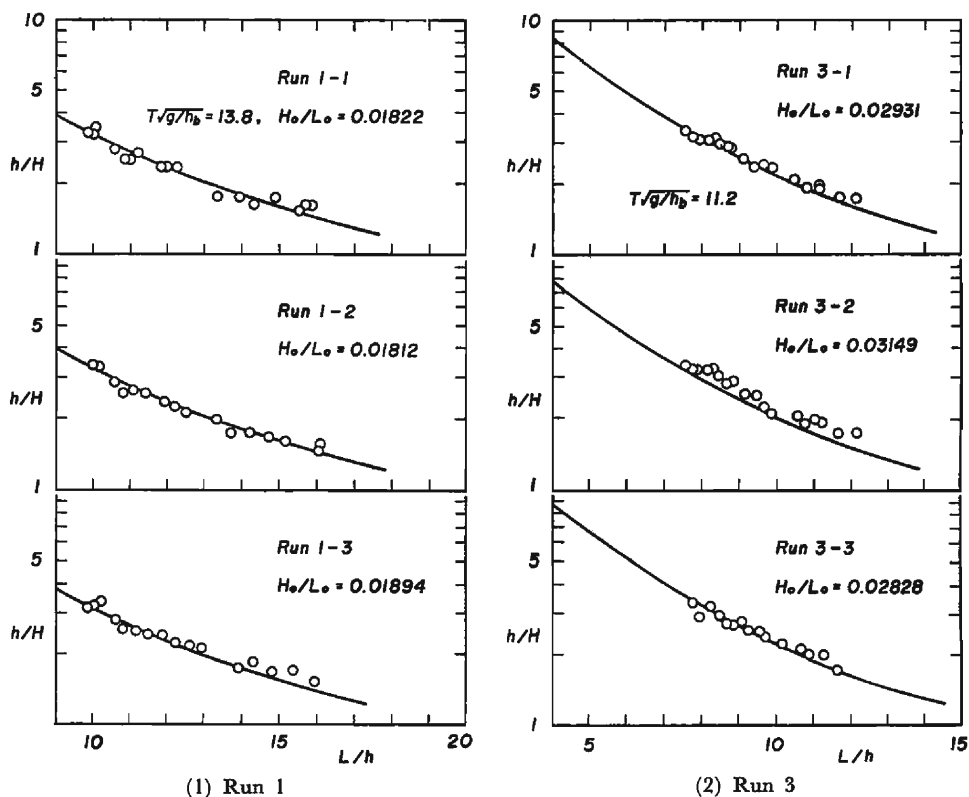 10
5
h/H
1
Run 1-1
T√g/h_b = 13.8, H₀/L₀ = 0.01822
5
h/H
1
Run 1-2
H₀/L₀ = 0.01812
5
h/H
Run 1-3
H₀/L₀ = 0.01894
10 15 20
L/h
(1) Run 1
10
5
h/H
1
Run 3-1
H₀/L₀ = 0.02931
T√g/h_b = 11.2
5
h/H
1
Run 3-2
H₀/L₀ = 0.03149
5
h/H
1
Run 3-3
H₀/L₀ = 0.02828
5 10 15
L/h
(2) Run 3